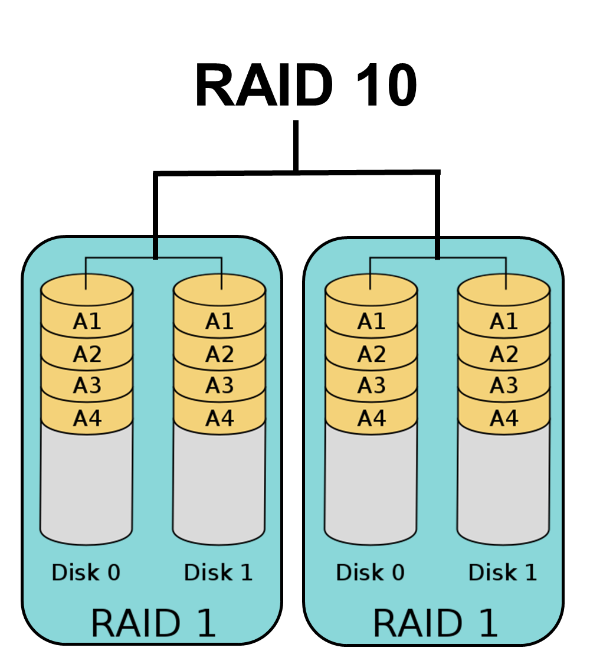 RAID 10
A1 A1 A1 A1
A2 A2 A2 A2
A3 A3 A3 A3
A4 A4 A4 A4
Disk 0 Disk 1 Disk 0 Disk 1
RAID 1 RAID 1